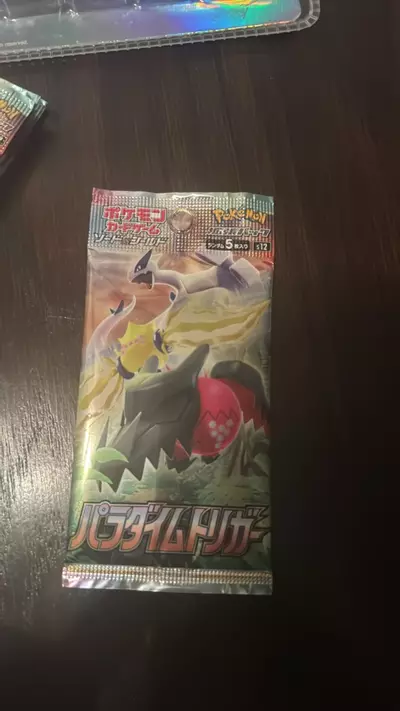 ポケモン
カードゲーム
ソード&シールド
POKÉMON
拡張パック
ランダム5枚入り s12
パラダイムトリガー